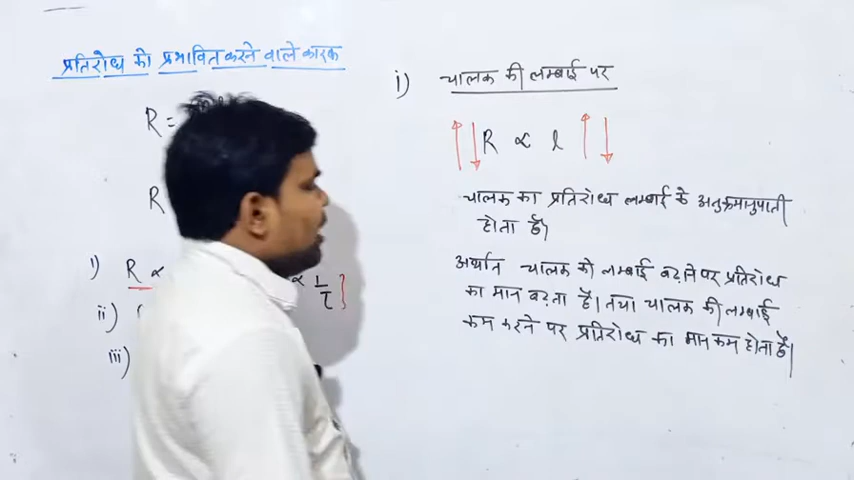 प्रतिरोध को प्रभावित करने वाले कारक
R =
R
i) R ∝
∝ 1/τ }
ii)
iii)
i) चालक की लम्बाई पर
↑↓ R ∝ l ↑↓
चालक का प्रतिरोध लम्बाई के अनुक्रमानुपाती
होता है।
अर्थात चालक की लम्बाई बढ़ाने पर प्रतिरोध
का मान बढ़ता है। तथा चालक की लम्बाई
कम करने पर प्रतिरोध का मान कम होता है।